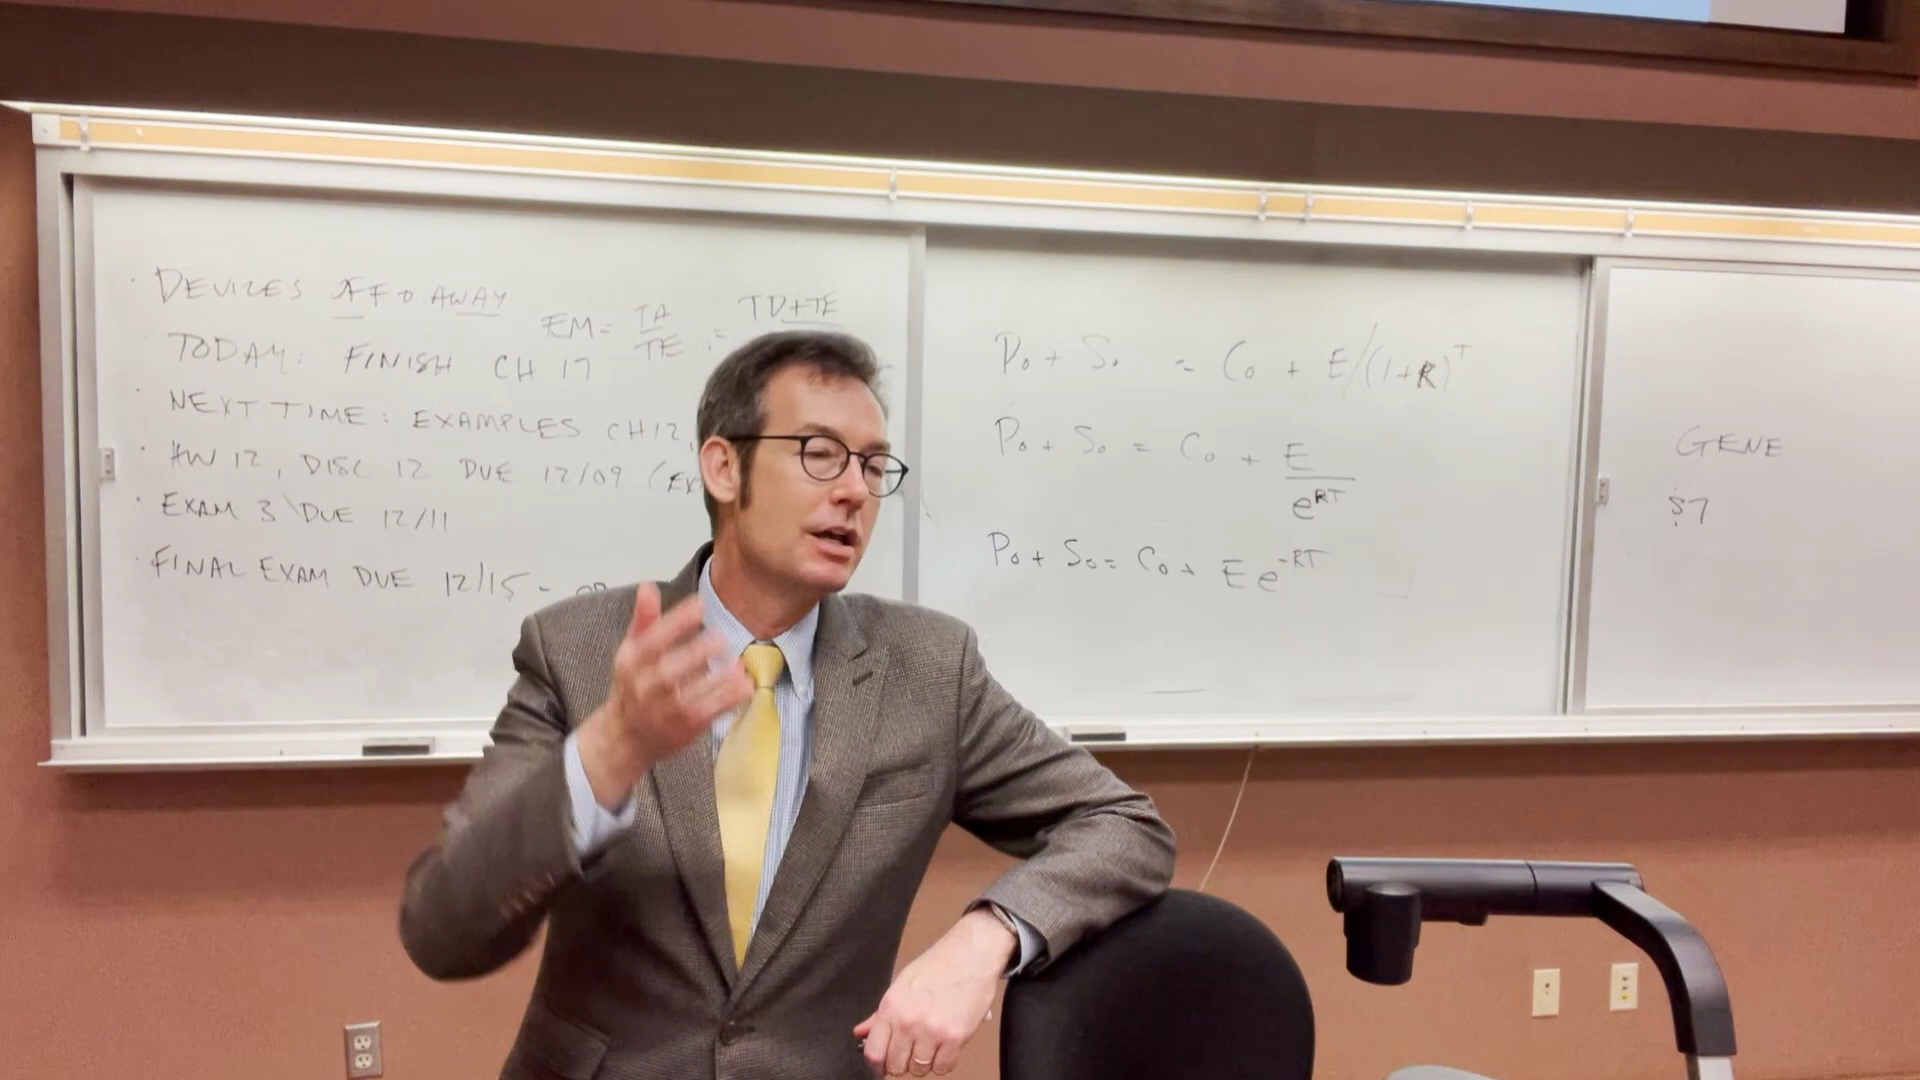 · DEVICES OFF & AWAY
EM = TA/TE = TD+TE
TODAY: FINISH CH 17
· NEXT TIME: EXAMPLES CH12,
· HW 12, DISC 12 DUE 12/09 (EX
· EXAM 3 DUE 12/11
· FINAL EXAM DUE 12/15 -
P₀ + S₀ = C₀ + E/(1+R)^T
P₀ + S₀ = C₀ + E/e^RT
P₀ + S₀ = C₀ + E e^-RT
GENE
$7